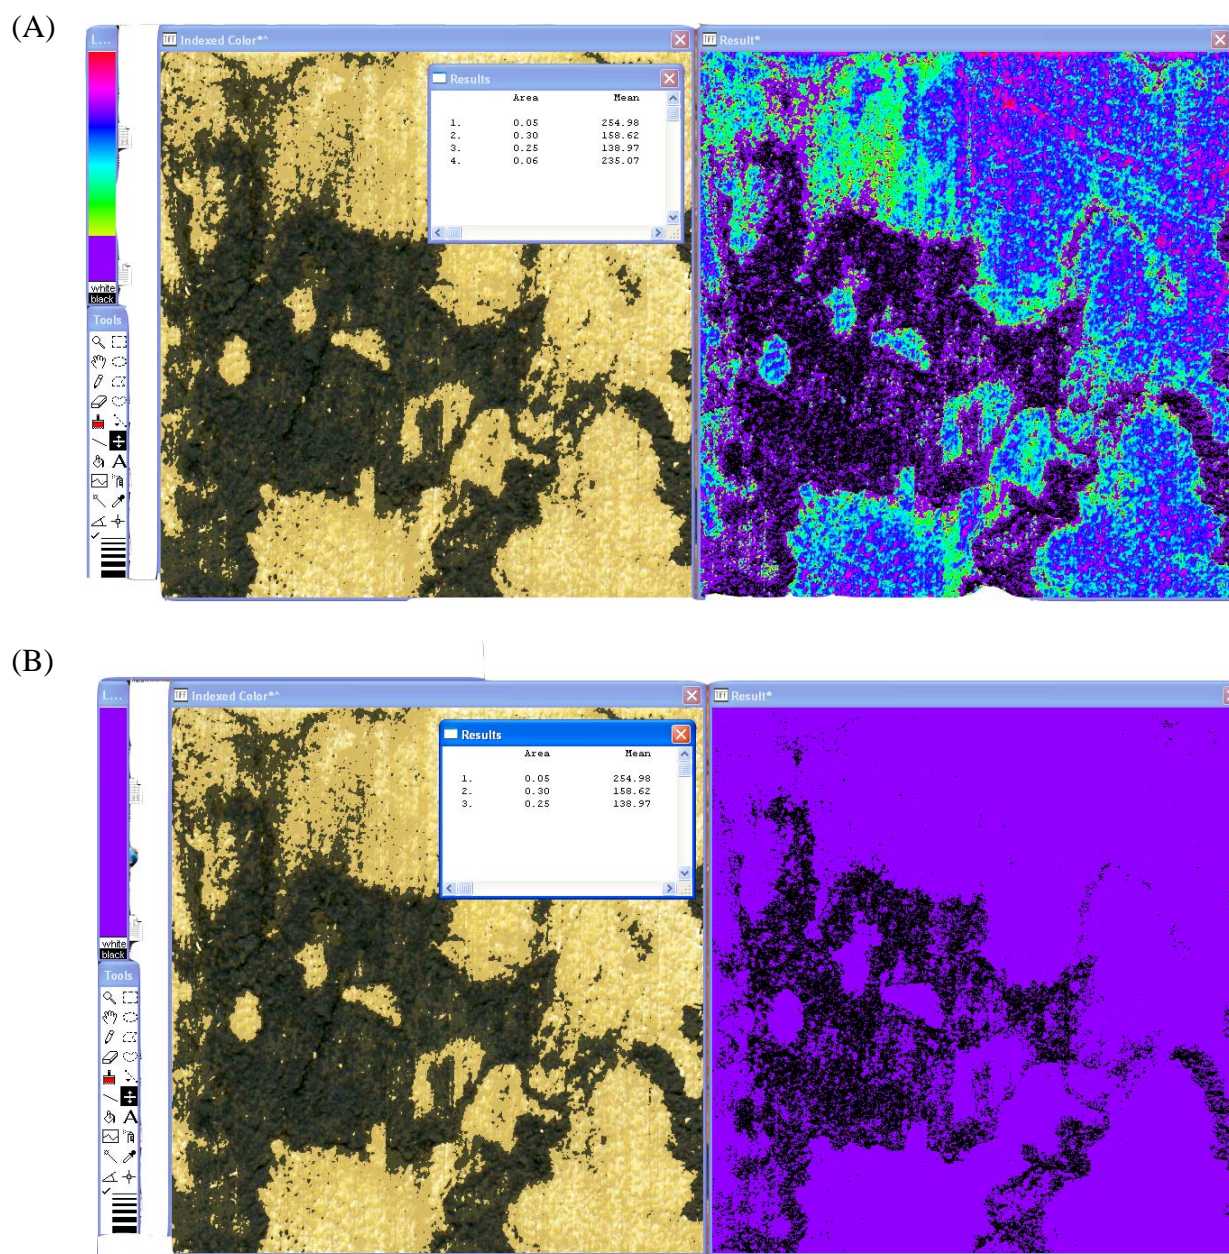 (A)
L... Indexed Color*^ Result*
Results
Area Mean
1. 0.05 254.98
2. 0.30 158.62
3. 0.25 138.97
4. 0.06 235.07
white
black
Tools
A
(B)
L... Indexed Color*^ Result*
Results
Area Mean
1. 0.05 254.98
2. 0.30 158.62
3. 0.25 138.97
white
black
Tools
A